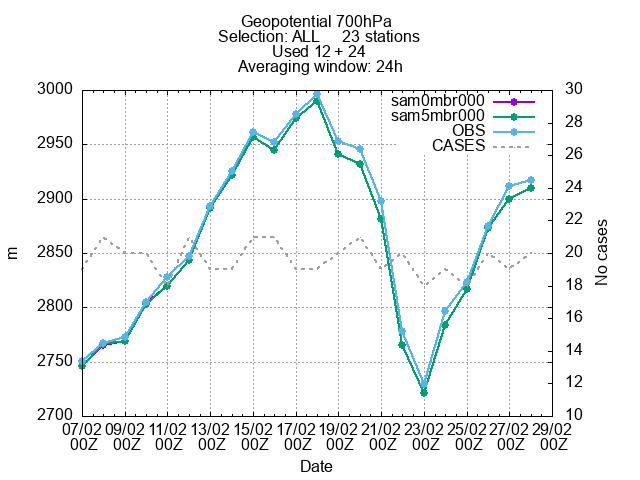 Geopotential 700hPa
Selection: ALL 23 stations
Used 12 + 24
Averaging window: 24h
3000
2950
2900
2850
2800
2750
2700
m
30
28
26
24
22
20
18
16
14
12
10
No cases
sam0mbr000
sam5mbr000
OBS
CASES
07/02 09/02 11/02 13/02 15/02 17/02 19/02 21/02 23/02 25/02 27/02 29/02
00Z 00Z 00Z 00Z 00Z 00Z 00Z 00Z 00Z 00Z 00Z 00Z
Date